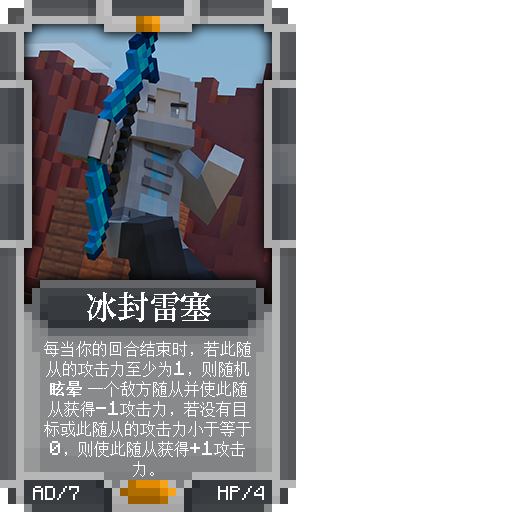 冰封雷塞
每当你的回合结束时，若此随
从的攻击力至少为1，则随机
眩晕 一个敌方随从并使此随
从获得-1攻击力，若没有目
标或此随从的攻击力小于等于
0，则使此随从获得+1攻击
力。
AD/7 HP/4